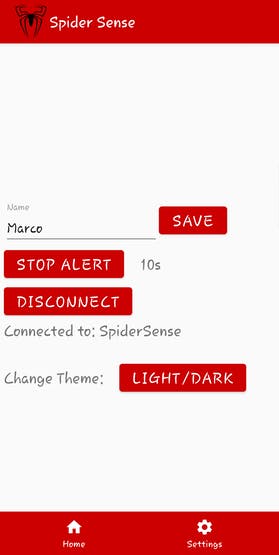 Spider Sense
Name
Marco
SAVE
STOP ALERT 10s
DISCONNECT
Connected to: SpiderSense
Change Theme: LIGHT/DARK
Home Settings